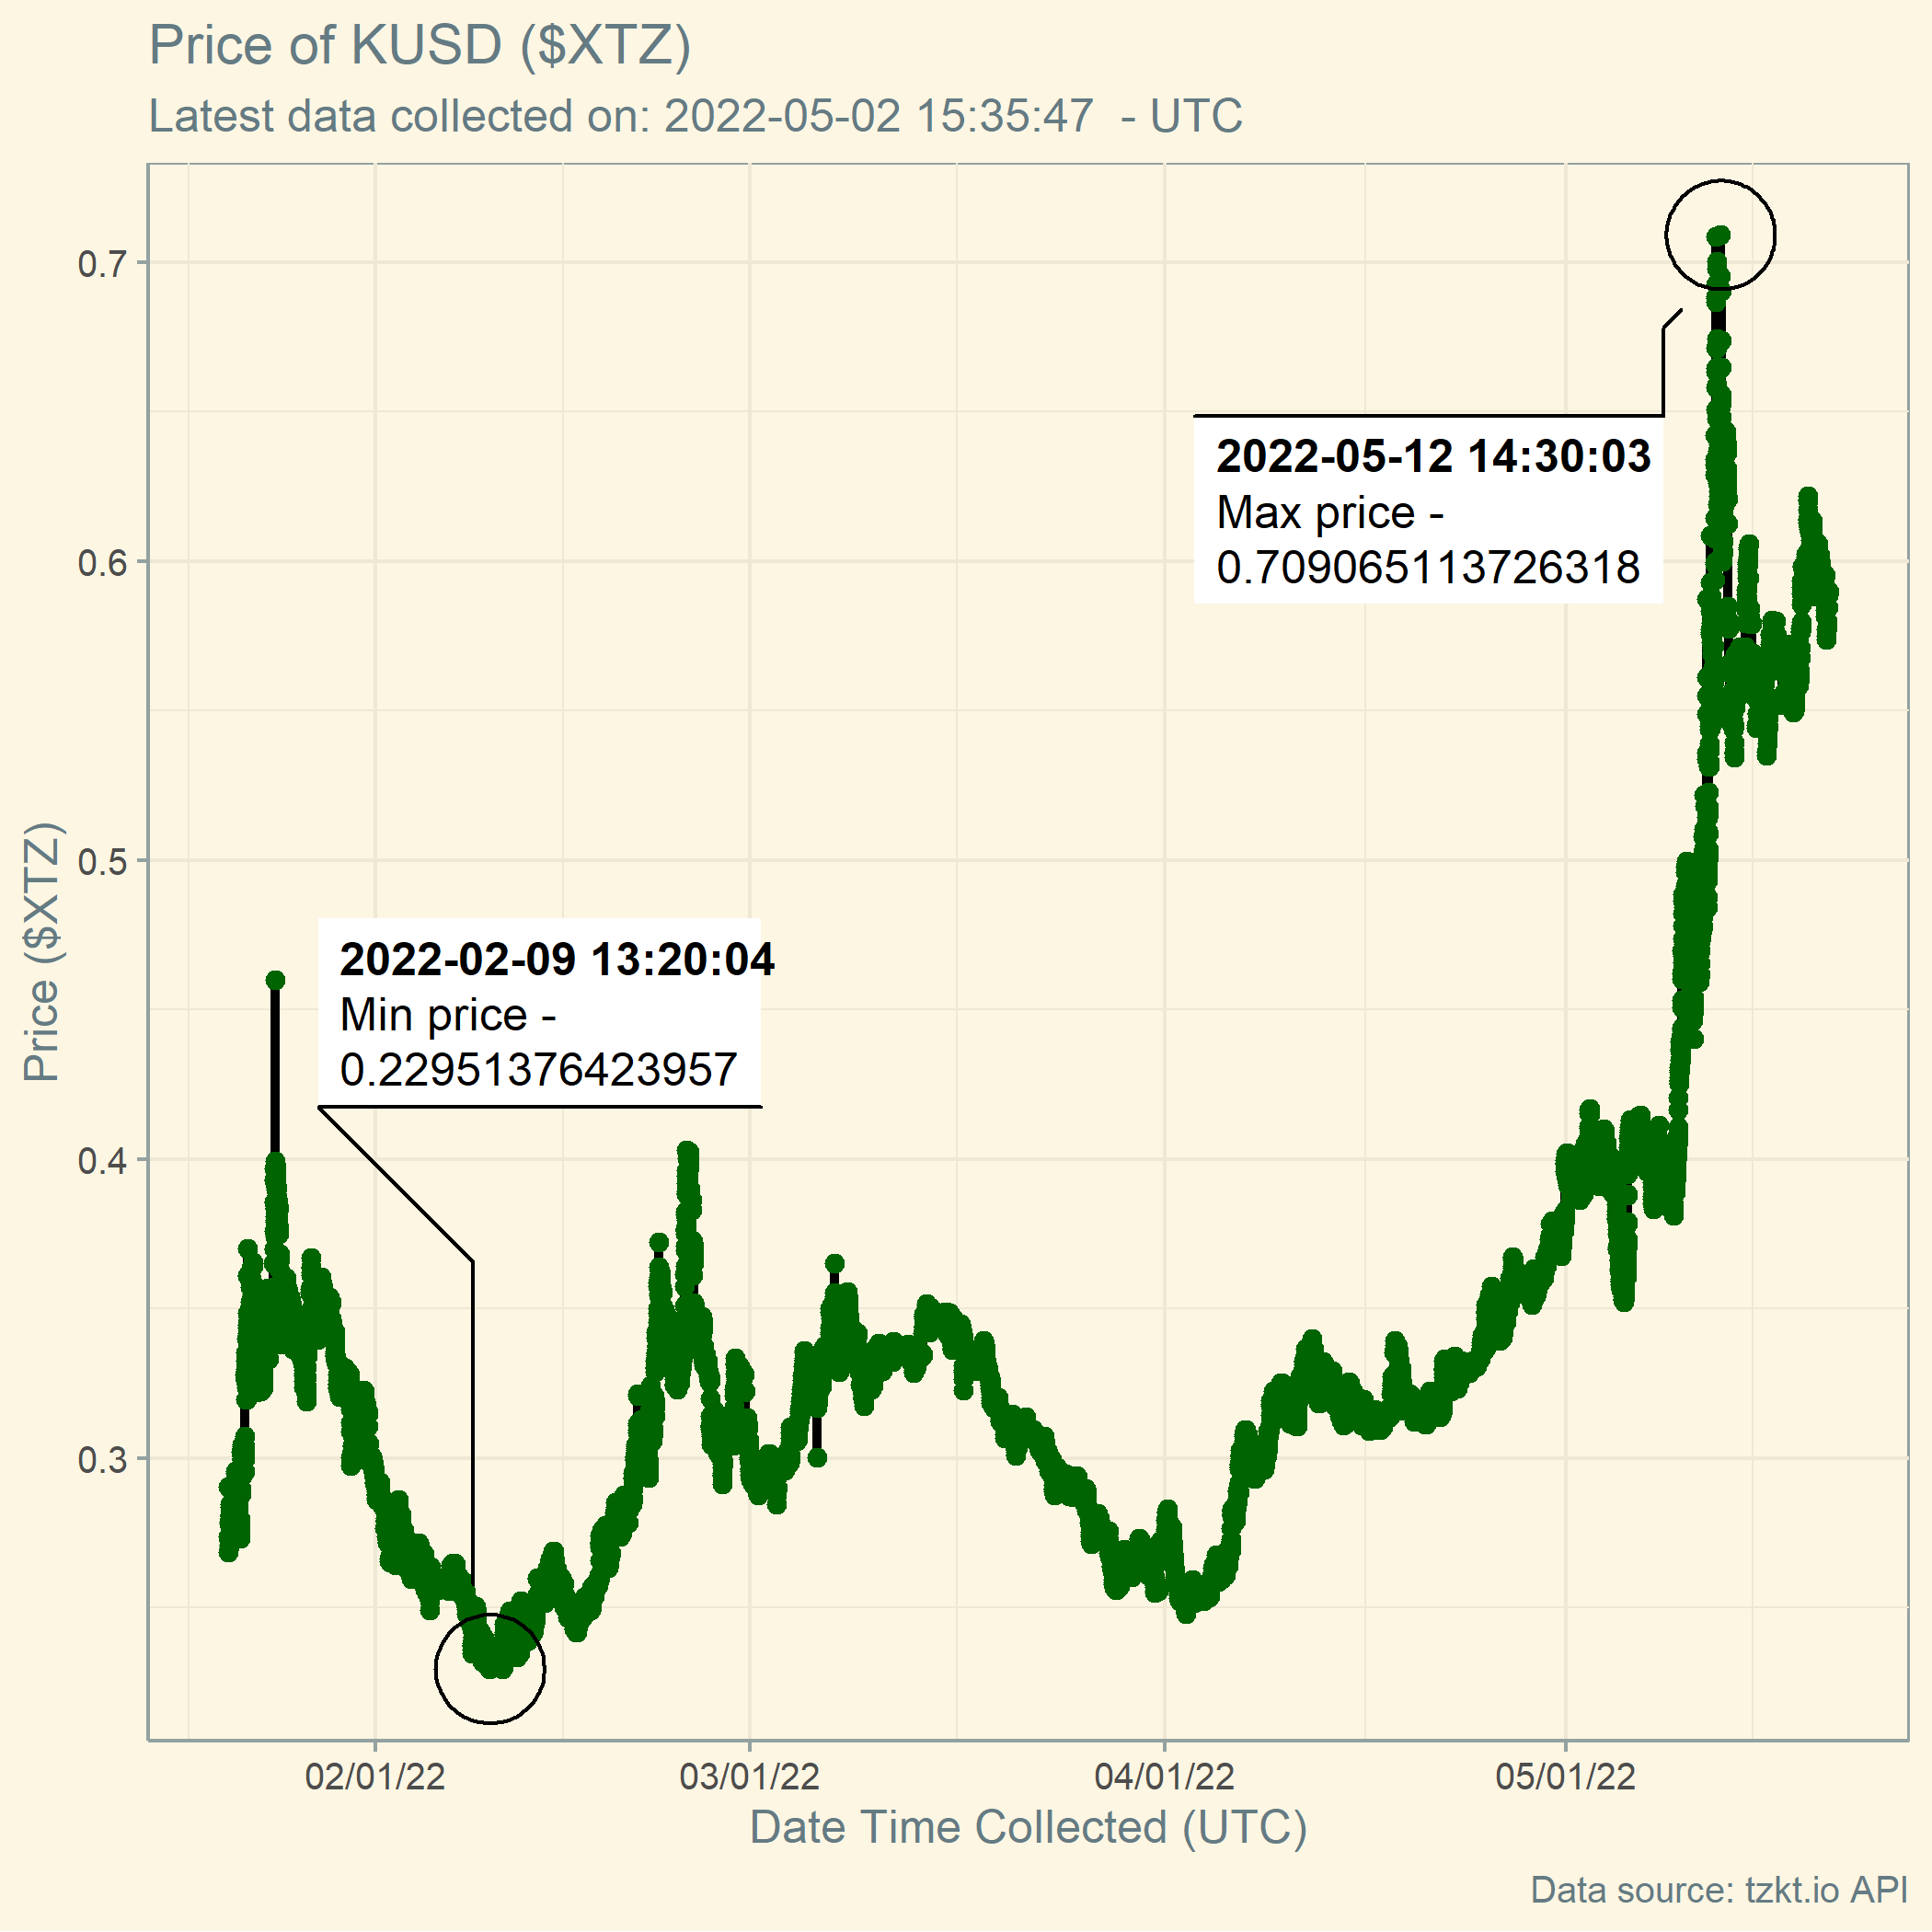 Price of KUSD ($XTZ)
Latest data collected on: 2022-05-02 15:35:47  - UTC
0.7
2022-05-12 14:30:03
Max price -
0.709065113726318
0.6
0.5
Price ($XTZ)
2022-02-09 13:20:04
Min price -
0.22951376423957
0.4
0.3
02/01/22
03/01/22
04/01/22
05/01/22
Date Time Collected (UTC)
Data source: tzkt.io API